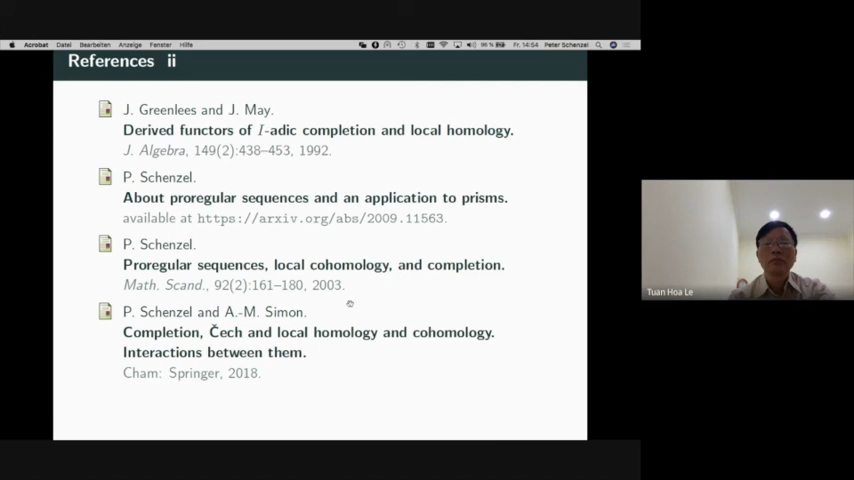 Acrobat Datei Bearbeiten Anzeige Fenster Hilfe
96 % Fr. 14:54 Peter Schenzel
References ii
J. Greenlees and J. May.
Derived functors of I-adic completion and local homology.
J. Algebra, 149(2):438–453, 1992.
P. Schenzel.
About proregular sequences and an application to prisms.
available at https://arxiv.org/abs/2009.11563.
P. Schenzel.
Proregular sequences, local cohomology, and completion.
Math. Scand., 92(2):161–180, 2003.
P. Schenzel and A.-M. Simon.
Completion, Čech and local homology and cohomology.
Interactions between them.
Cham: Springer, 2018.
Tuan Hoa Le